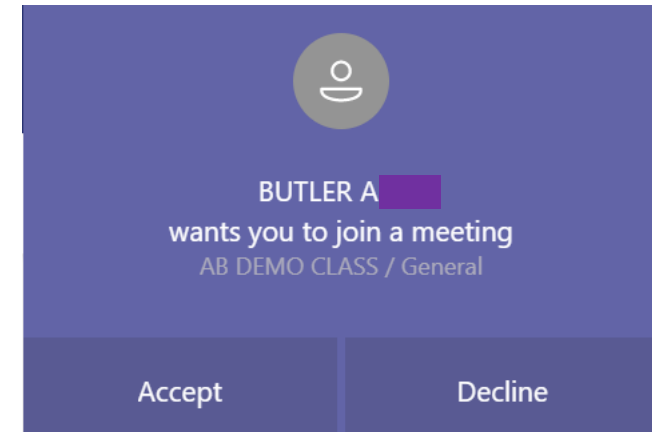 BUTLER A
wants you to join a meeting
AB DEMO CLASS / General
Accept
Decline